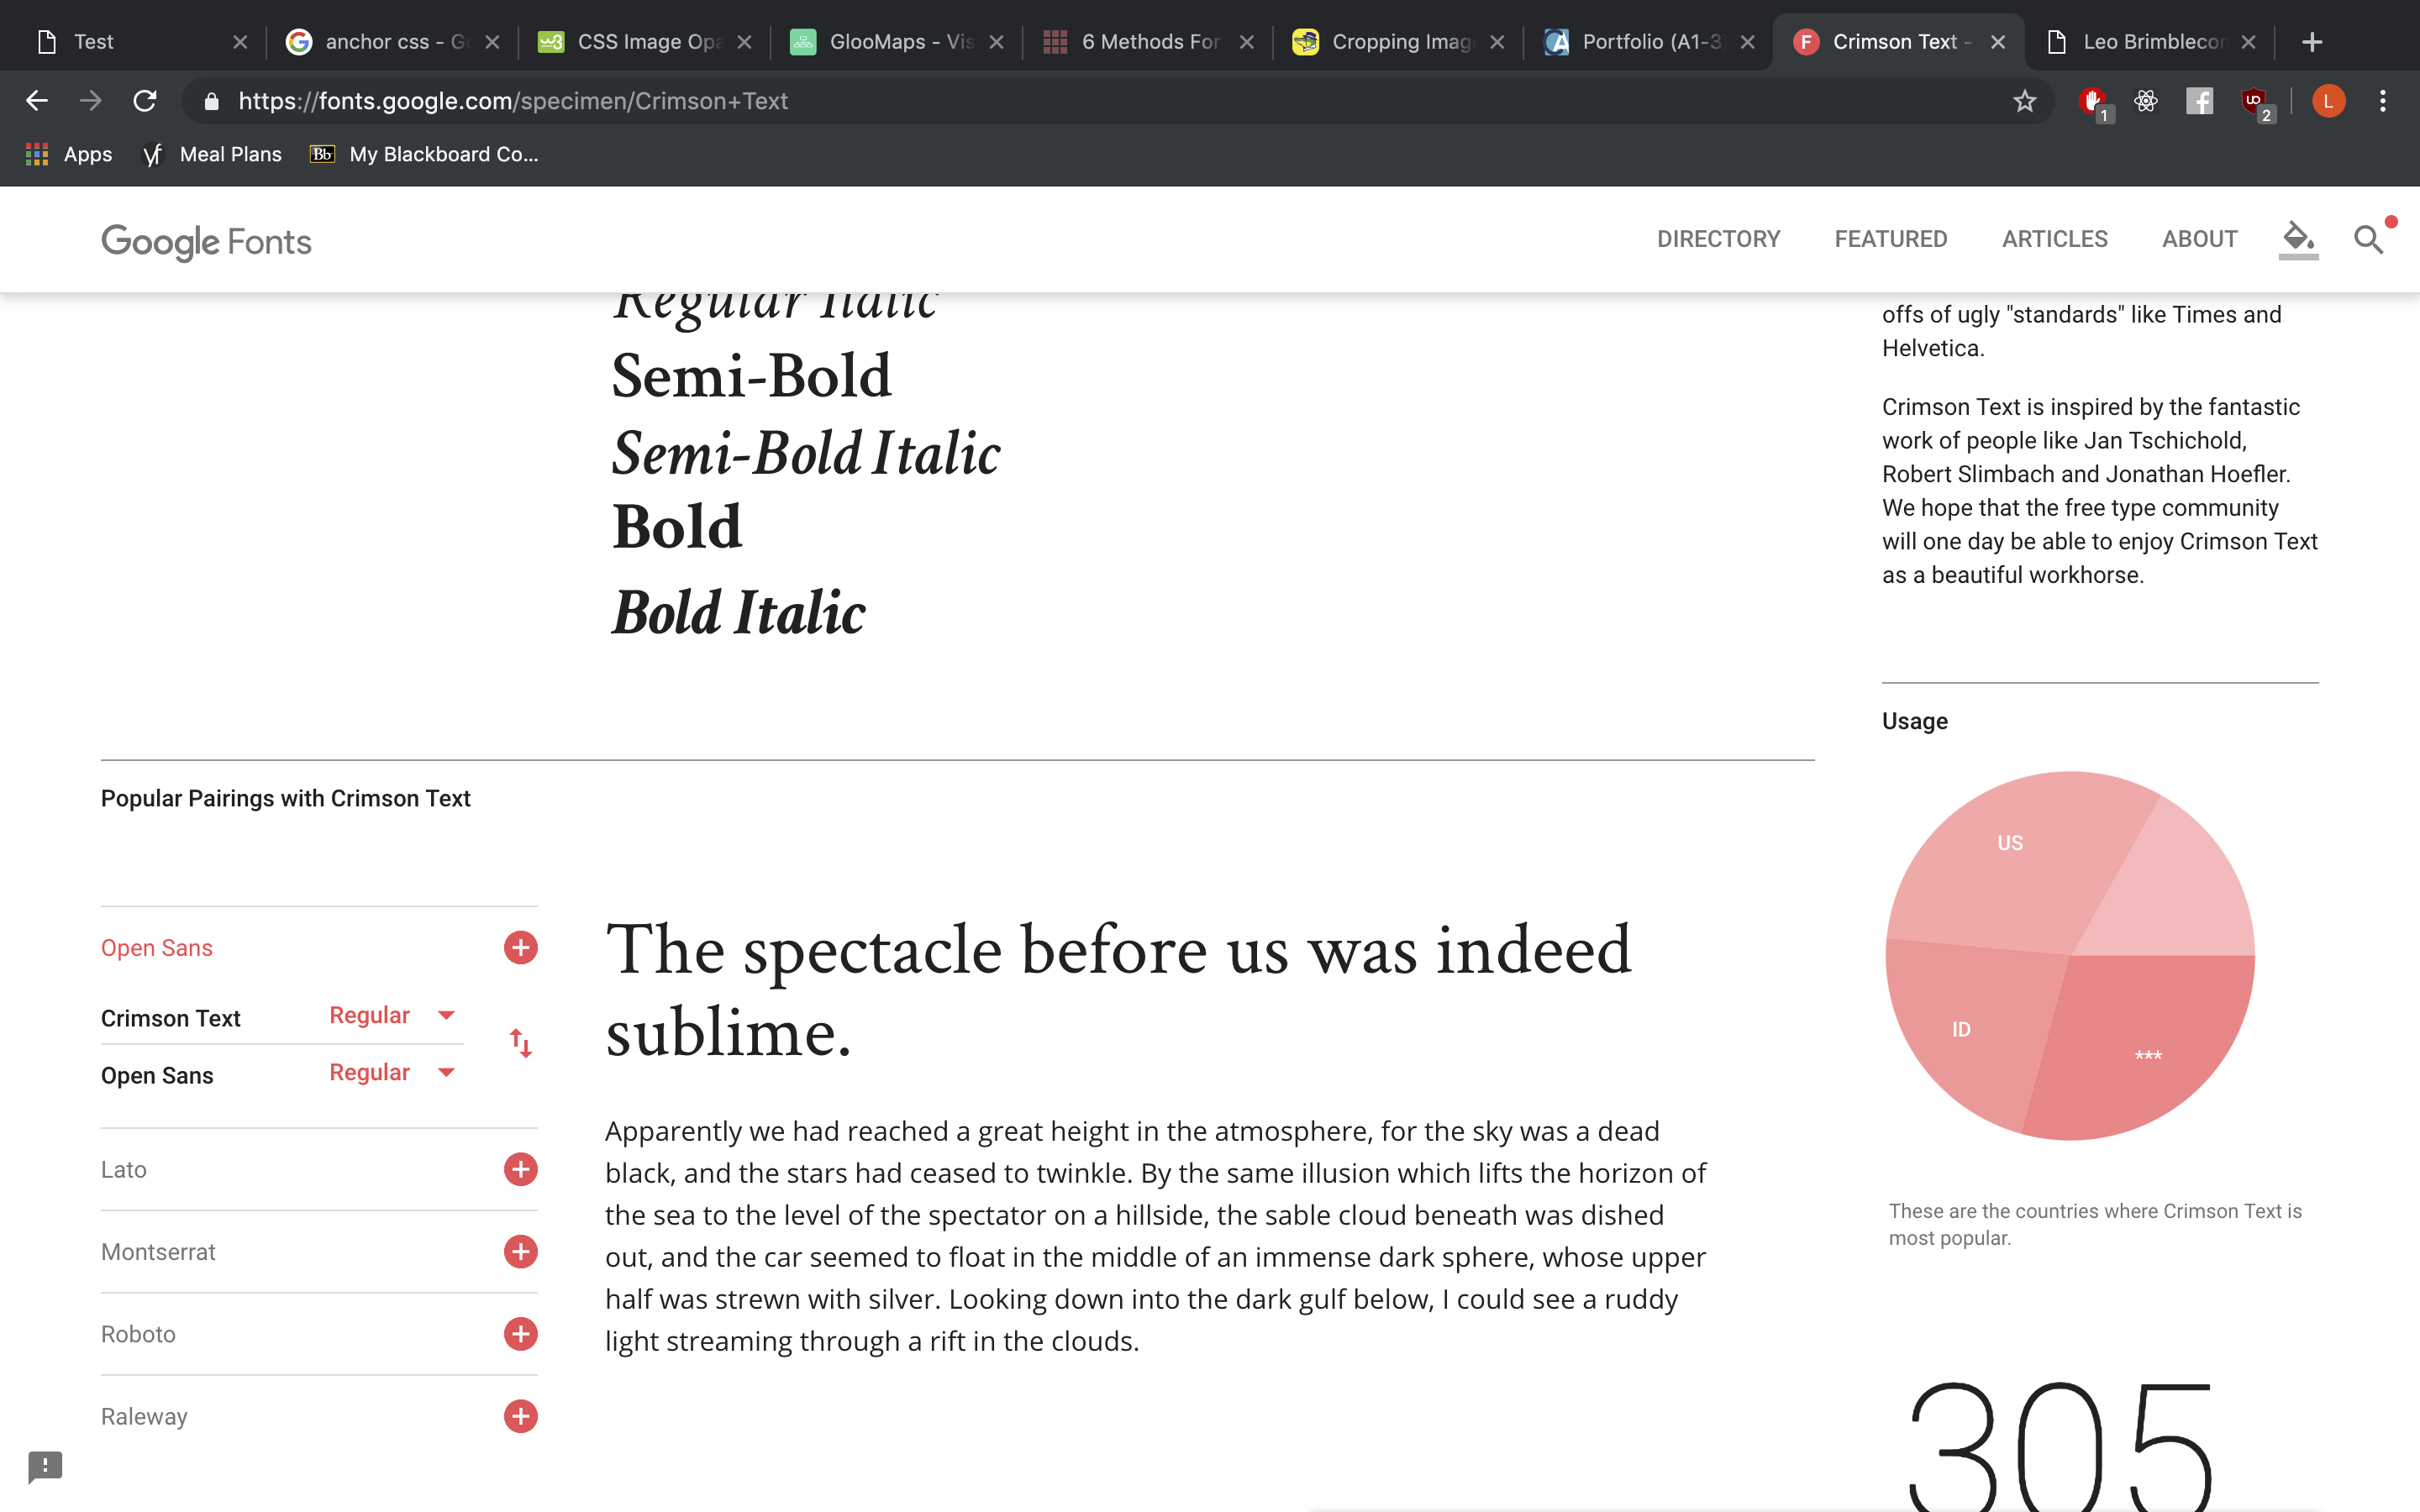 Test
anchor css - Go
CSS Image Opa
GlooMaps - Vis
6 Methods For
Cropping Imag
Portfolio (A1-3)
Crimson Text -
Leo Brimblecom
https://fonts.google.com/specimen/Crimson+Text
1
2
L
Apps
Meal Plans
Bb
My Blackboard Co...
Google Fonts
DIRECTORY
FEATURED
ARTICLES
ABOUT
Regular Italic
Semi-Bold
Semi-Bold Italic
Bold
Bold Italic
offs of ugly "standards" like Times and
Helvetica.
Crimson Text is inspired by the fantastic
work of people like Jan Tschichold,
Robert Slimbach and Jonathan Hoefler.
We hope that the free type community
will one day be able to enjoy Crimson Text
as a beautiful workhorse.
Popular Pairings with Crimson Text
Open Sans
Crimson Text Regular
Open Sans Regular
Lato
Montserrat
Roboto
Raleway
The spectacle before us was indeed
sublime.
Apparently we had reached a great height in the atmosphere, for the sky was a dead
black, and the stars had ceased to twinkle. By the same illusion which lifts the horizon of
the sea to the level of the spectator on a hillside, the sable cloud beneath was dished
out, and the car seemed to float in the middle of an immense dark sphere, whose upper
half was strewn with silver. Looking down into the dark gulf below, I could see a ruddy
light streaming through a rift in the clouds.
Usage
US
ID
***
These are the countries where Crimson Text is
most popular.
305